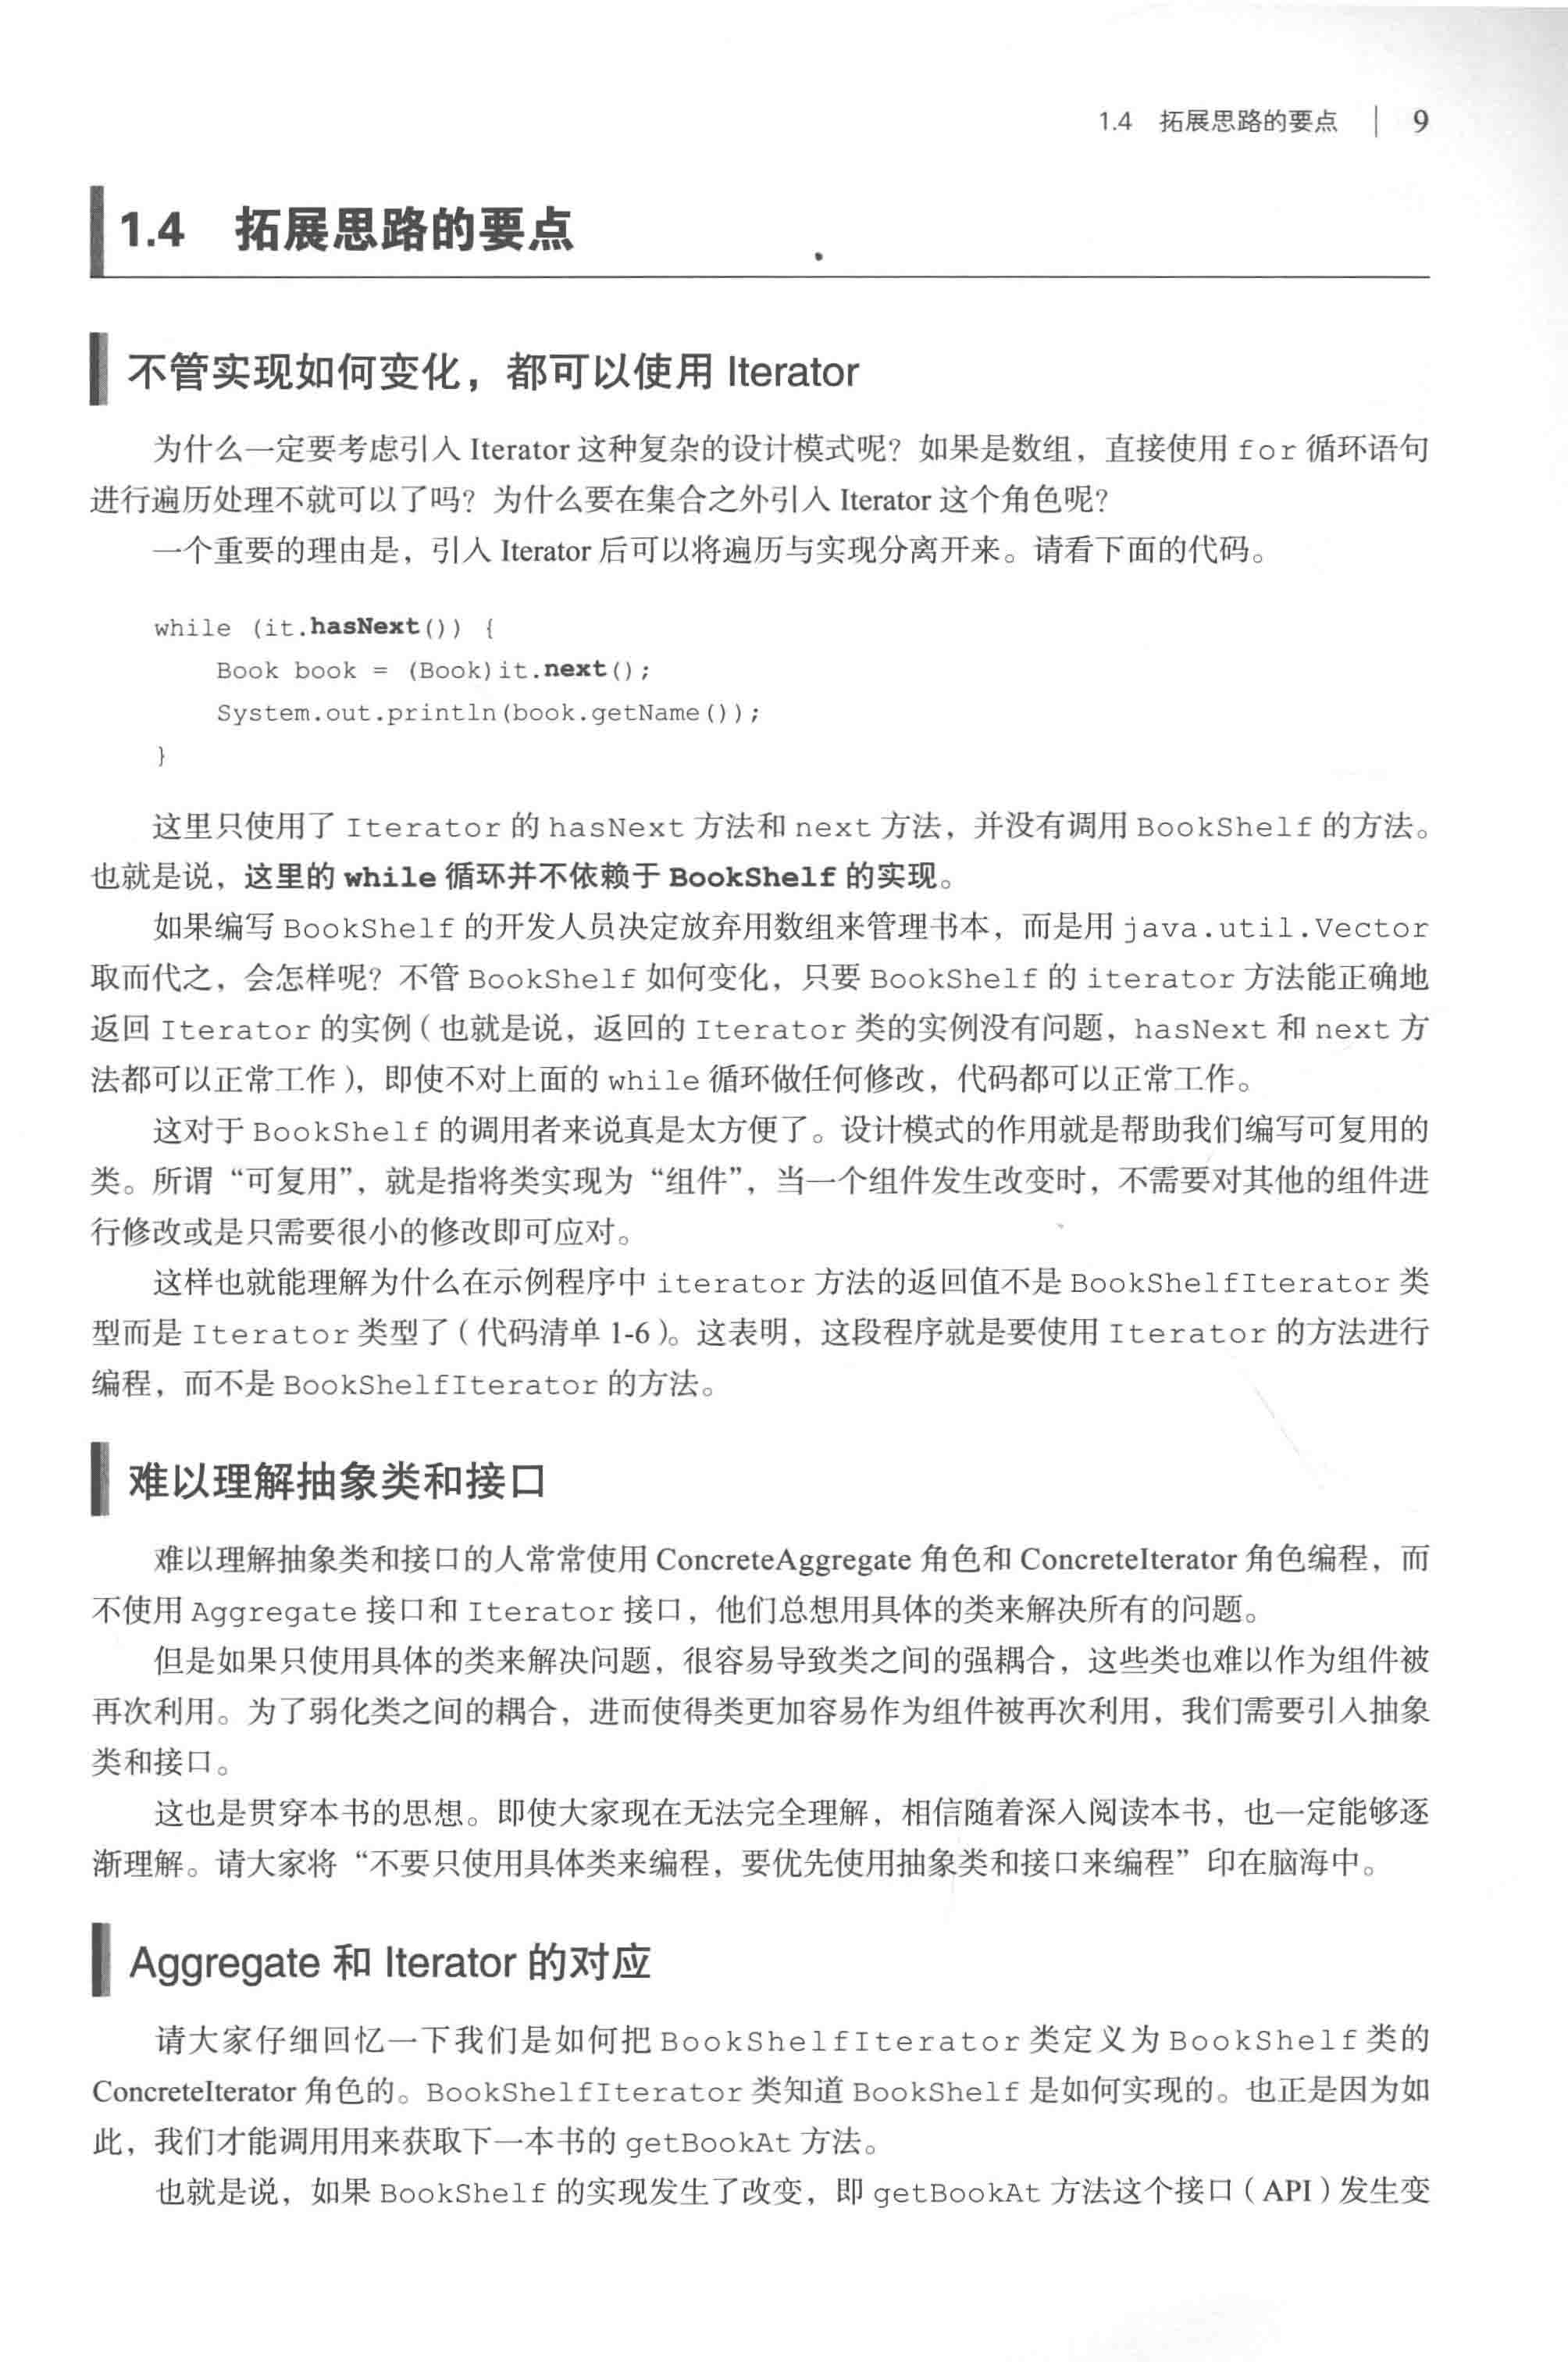 1.4 拓展思路的要点 | 9
1.4 拓展思路的要点
不管实现如何变化，都可以使用 Iterator
为什么一定要考虑引入 Iterator 这种复杂的设计模式呢？如果是数组，直接使用 for 循环语句
进行遍历处理不就可以了吗？为什么要在集合之外引入 Iterator 这个角色呢？
一个重要的理由是，引入 Iterator 后可以将遍历与实现分离开来。请看下面的代码。
while (it.hasNext()) {
Book book = (Book)it.next();
System.out.println(book.getName());
}
这里只使用了 Iterator 的 hasNext 方法和 next 方法，并没有调用 BookShelf 的方法。
也就是说，这里的 while 循环并不依赖于 BookShelf 的实现。
如果编写 BookShelf 的开发人员决定放弃用数组来管理书本，而是用 java.util.Vector
取而代之，会怎样呢？不管 BookShelf 如何变化，只要 BookShelf 的 iterator 方法能正确地
返回 Iterator 的实例（也就是说，返回的 Iterator 类的实例没有问题，hasNext 和 next 方
法都可以正常工作），即使不对上面的 while 循环做任何修改，代码都可以正常工作。
这对于 BookShelf 的调用者来说真是太方便了。设计模式的作用就是帮助我们编写可复用的
类。所谓“可复用”，就是指将类实现为“组件”，当一个组件发生改变时，不需要对其他的组件进
行修改或是只需要很小的修改即可应对。
这样也就能理解为什么在示例程序中 iterator 方法的返回值不是 BookShelfIterator 类
型而是 Iterator 类型了（代码清单 1-6）。这表明，这段程序就是要使用 Iterator 的方法进行
编程，而不是 BookShelfIterator 的方法。
难以理解抽象类和接口
难以理解抽象类和接口的人常常使用 ConcreteAggregate 角色和 ConcreteIterator 角色编程，而
不使用 Aggregate 接口和 Iterator 接口，他们总想用具体的类来解决所有的问题。
但是如果只使用具体的类来解决问题，很容易导致类之间的强耦合，这些类也难以作为组件被
再次利用。为了弱化类之间的耦合，进而使得类更加容易作为组件被再次利用，我们需要引入抽象
类和接口。
这也是贯穿本书的思想。即使大家现在无法完全理解，相信随着深入阅读本书，也一定能够逐
渐理解。请大家将“不要只使用具体类来编程，要优先使用抽象类和接口来编程”印在脑海中。
Aggregate 和 Iterator 的对应
请大家仔细回忆一下我们是如何把 BookShelfIterator 类定义为 BookShelf 类的
ConcreteIterator 角色的。BookShelfIterator 类知道 BookShelf 是如何实现的。也正是因为如
此，我们才能调用用来获取下一本书的 getBookAt 方法。
也就是说，如果 BookShelf 的实现发生了改变，即 getBookAt 方法这个接口（API）发生变